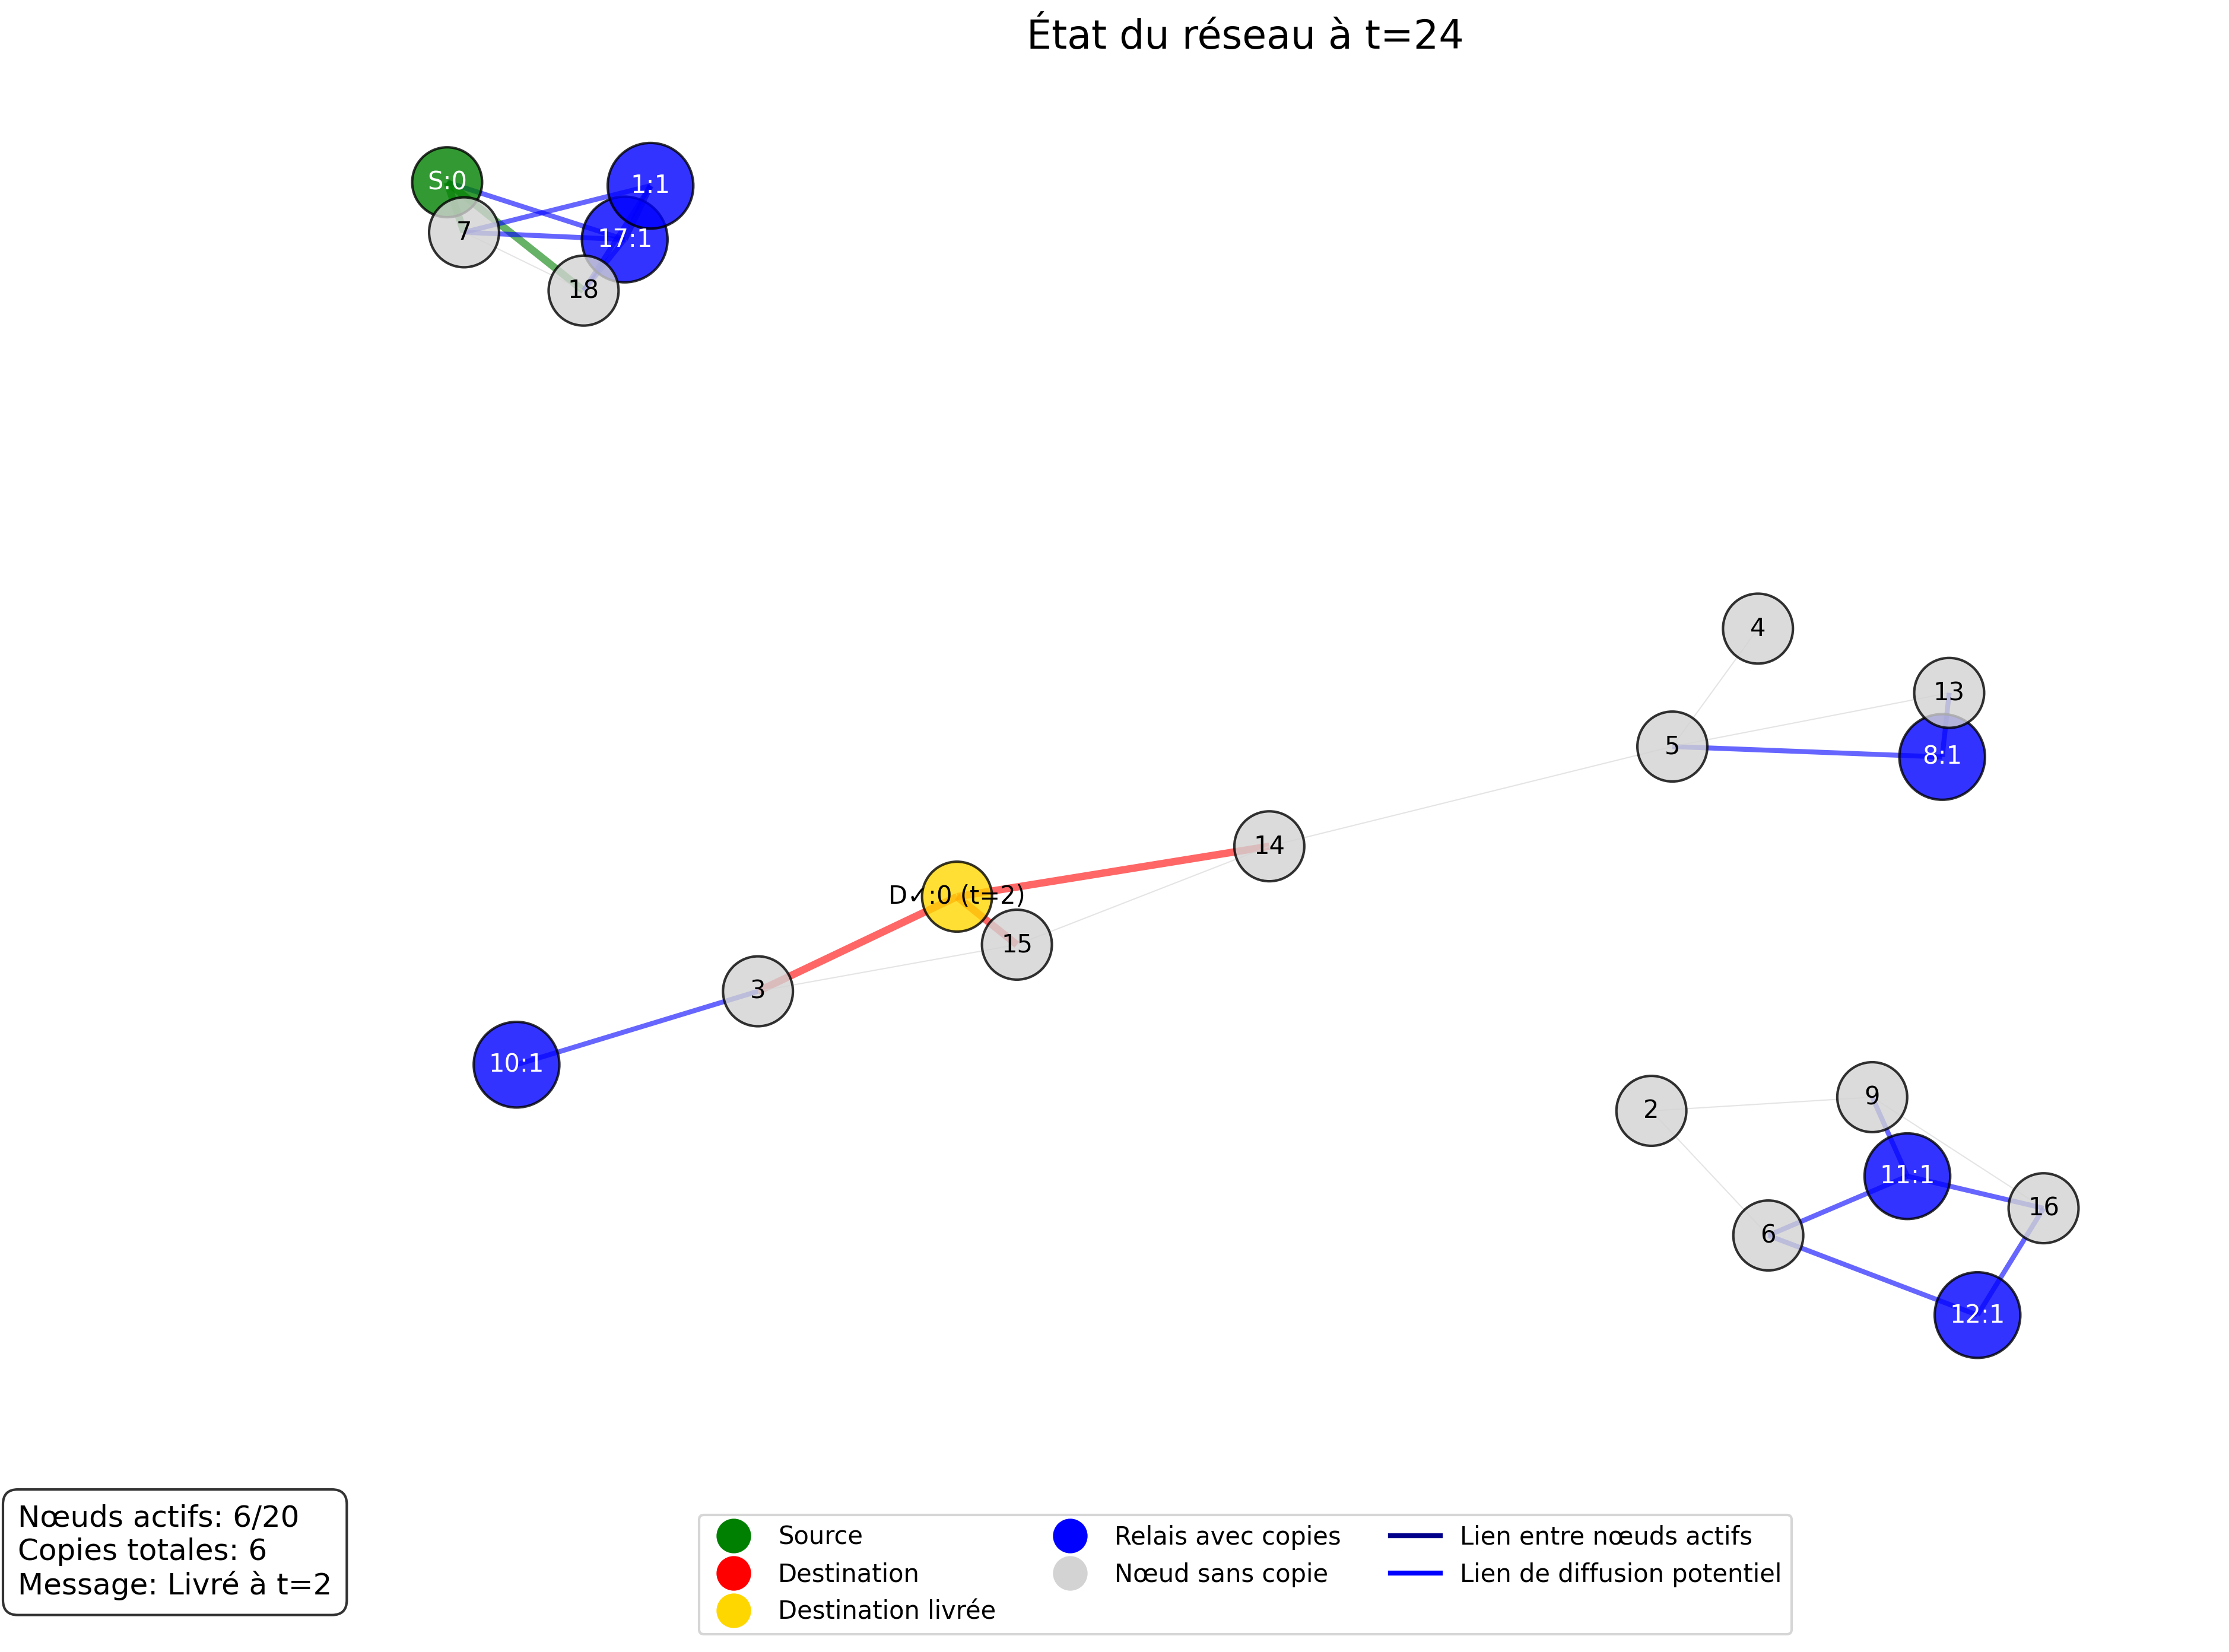 État du réseau à t=24
S:0
1:1
7
17:1
18
4
13
5
8:1
14
D✓:0 (t=2)
15
3
10:1
9
2
11:1
16
6
12:1
Nœuds actifs: 6/20
Copies totales: 6
Message: Livré à t=2
Source
Destination
Destination livrée
Relais avec copies
Nœud sans copie
Lien entre nœuds actifs
Lien de diffusion potentiel